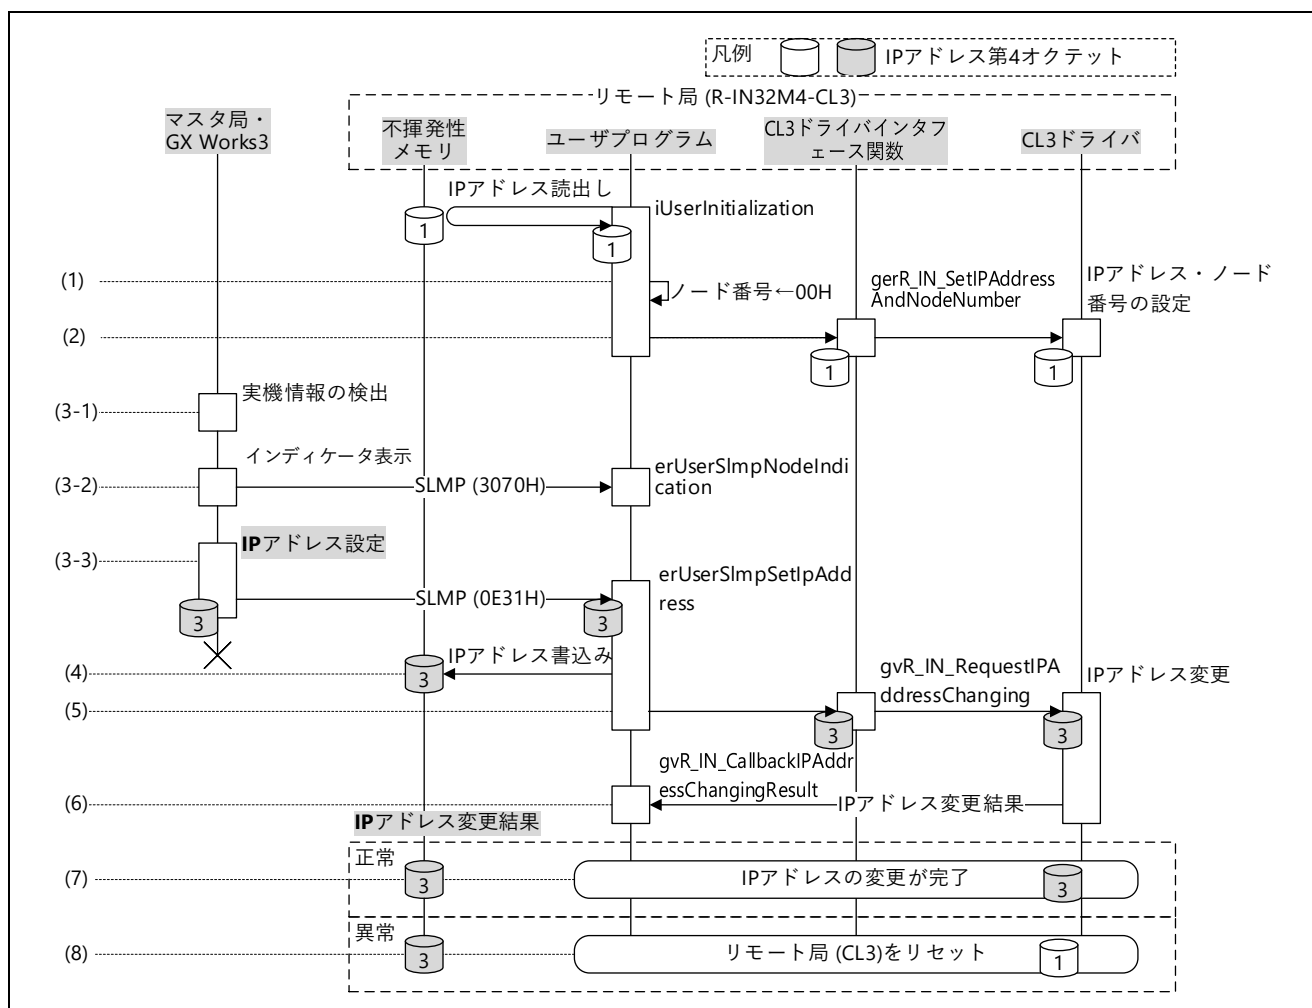 凡例
IPアドレス第4オクテット
リモート局 (R-IN32M4-CL3)
マスタ局・
GX Works3
不揮発性
メモリ
ユーザプログラム
CL3ドライバインタフ
ェース関数
CL3ドライバ
IPアドレス読出し
iUserInitialization
1
1
(1)
ノード番号←00H
gerR_IN_SetIPAddress
AndNodeNumber
IPアドレス・ノード
番号の設定
(2)
1
1
(3-1)
実機情報の検出
インディケータ表示
(3-2)
SLMP (3070H)
erUserSlmpNodeIndi
cation
(3-3)
IPアドレス設定
erUserSlmpSetIpAdd
ress
SLMP (0E31H)
3
3
(4)
IPアドレス書込み
3
gvR_IN_RequestIPA
ddressChanging
IPアドレス変更
(5)
3
3
gvR_IN_CallbackIPAddr
essChangingResult
(6)
IPアドレス変更結果
IPアドレス変更結果
正常
(7)
3
IPアドレスの変更が完了
3
異常
(8)
3
リモート局 (CL3)をリセット
1